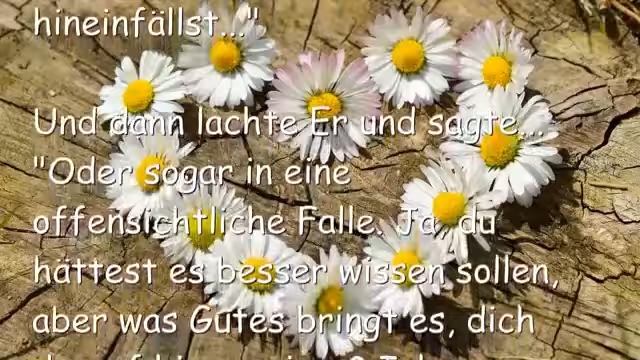 hineinfällst..."
Und dann lachte Er und sagte...
"Oder sogar in eine
offensichtliche Falle. Ja, du
hättest es besser wissen sollen,
aber was Gutes bringt es, dich